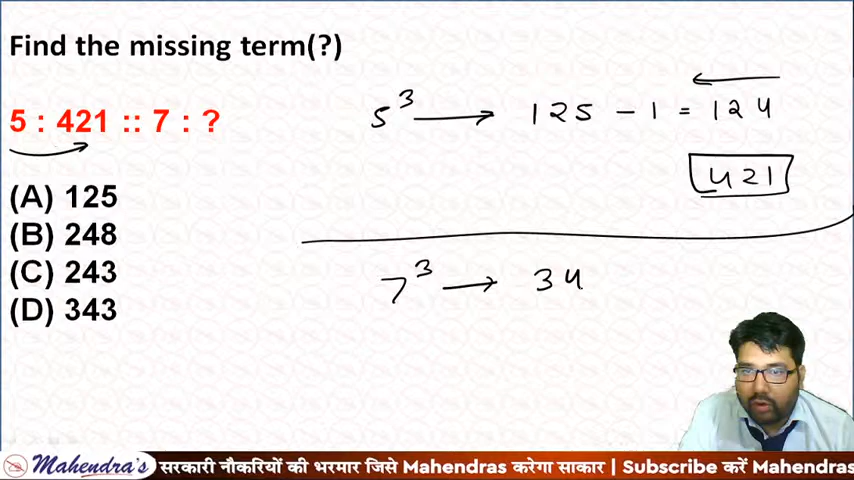 Find the missing term(?)
5 : 421 :: 7 : ?
(A) 125
(B) 248
(C) 243
(D) 343
5³ → 125 - 1 = 124
421
7³ → 34
Mahendra's सरकारी नौकरियों की भरमार जिसे Mahendras करेगा साकार | Subscribe करें Mahendras